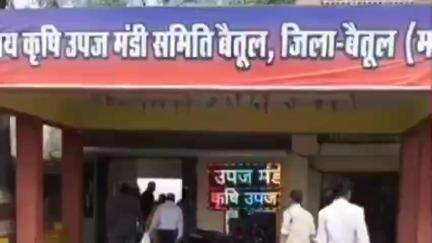 य कृषि उपज मंडी समिति बैतूल, जिला-बैतूल (म
उपज मंडी
कृषि उपज